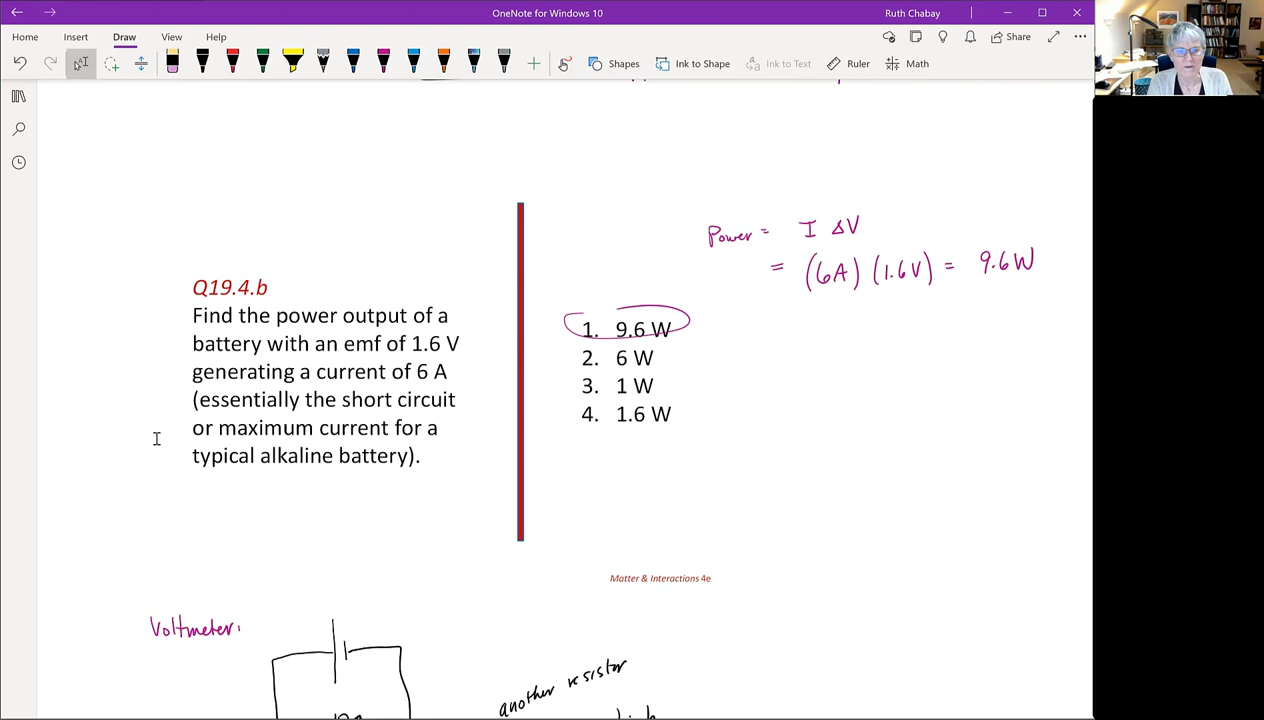 OneNote for Windows 10
Ruth Chabay
Home Insert Draw View Help
Share
Shapes
Ink to Shape
Ink to Text
Ruler
Math
Power = I ΔV
= (6A) (1.6V) = 9.6W
Q19.4.b
Find the power output of a
battery with an emf of 1.6 V
generating a current of 6 A
(essentially the short circuit
or maximum current for a
typical alkaline battery).
1. 9.6 W
2. 6 W
3. 1 W
4. 1.6 W
Matter & Interactions 4e
Voltmeter:
another resistor